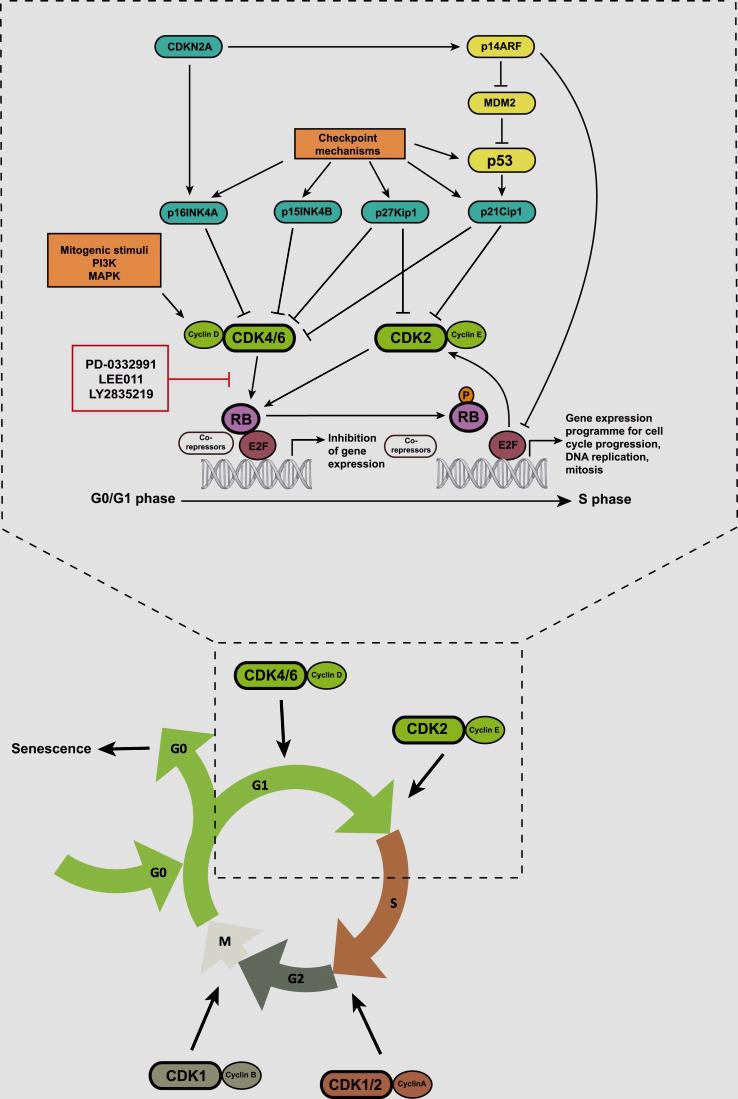 CDKN2A
p14ARF
MDM2
Checkpoint
mechanisms
p53
p16INK4A
p15INK4B
p27Kip1
p21Cip1
Mitogenic stimuli
PI3K
MAPK
Cyclin D
CDK4/6
CDK2
Cyclin E
PD-0332991
LEE011
LY2835219
P
RB
RB
Co-
repressors
E2F
Inhibition
of gene
expression
Co-
repressors
E2F
Gene expression
programme for cell
cycle progression,
DNA replication,
mitosis
G0/G1 phase
S phase
CDK4/6
Cyclin D
CDK2
Cyclin E
Senescence
G0
G1
G0
S
M
G2
CDK1
Cyclin B
CDK1/2
CyclinA